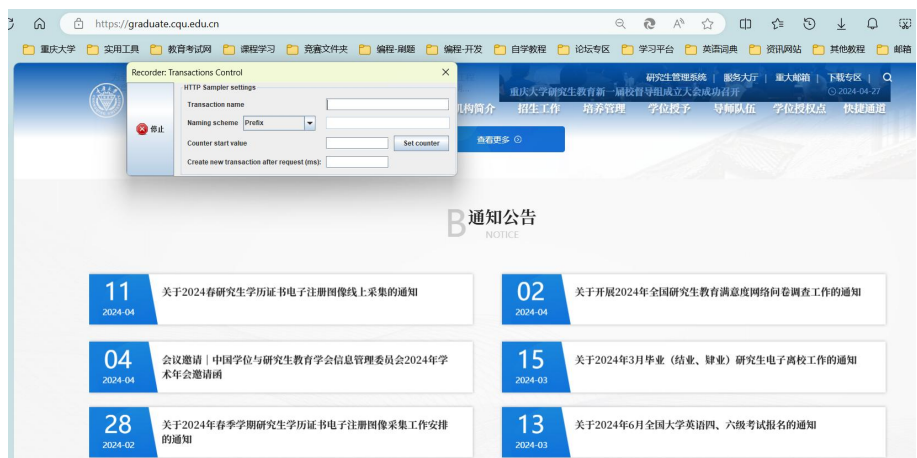 https://graduate.cqu.edu.cn
重庆大学 实用工具 教育考试网 课程学习 竞赛文件夹 编程-刷题 编程-开发 自学教程 论坛专区 学习平台 英语词典 资讯网站 其他教程 邮箱
Recorder: Transactions Control
HTTP Sampler settings
Transaction name
Naming scheme Prefix
Counter start value Set counter
Create new transaction after request (ms):
停止
研究生管理系统 | 服务大厅 | 重大邮箱 | 下载专区 |
重庆大学研究生教育新一届校督导组成立大会成功召开 2024-04-27
机构简介 招生工作 培养管理 学位授予 导师队伍 学位授权点 快捷通道
查看更多
B 通知公告
NOTICE
11
2024-04
关于2024春研究生学历证书电子注册图像线上采集的通知
02
2024-04
关于开展2024年全国研究生教育满意度网络问卷调查工作的通知
04
2024-04
会议邀请 | 中国学位与研究生教育学会信息管理委员会2024年学
术年会邀请函
15
2024-03
关于2024年3月毕业（结业、肄业）研究生电子离校工作的通知
28
2024-02
关于2024年春季学期研究生学历证书电子注册图像采集工作安排
的通知
13
2024-03
关于2024年6月全国大学英语四、六级考试报名的通知